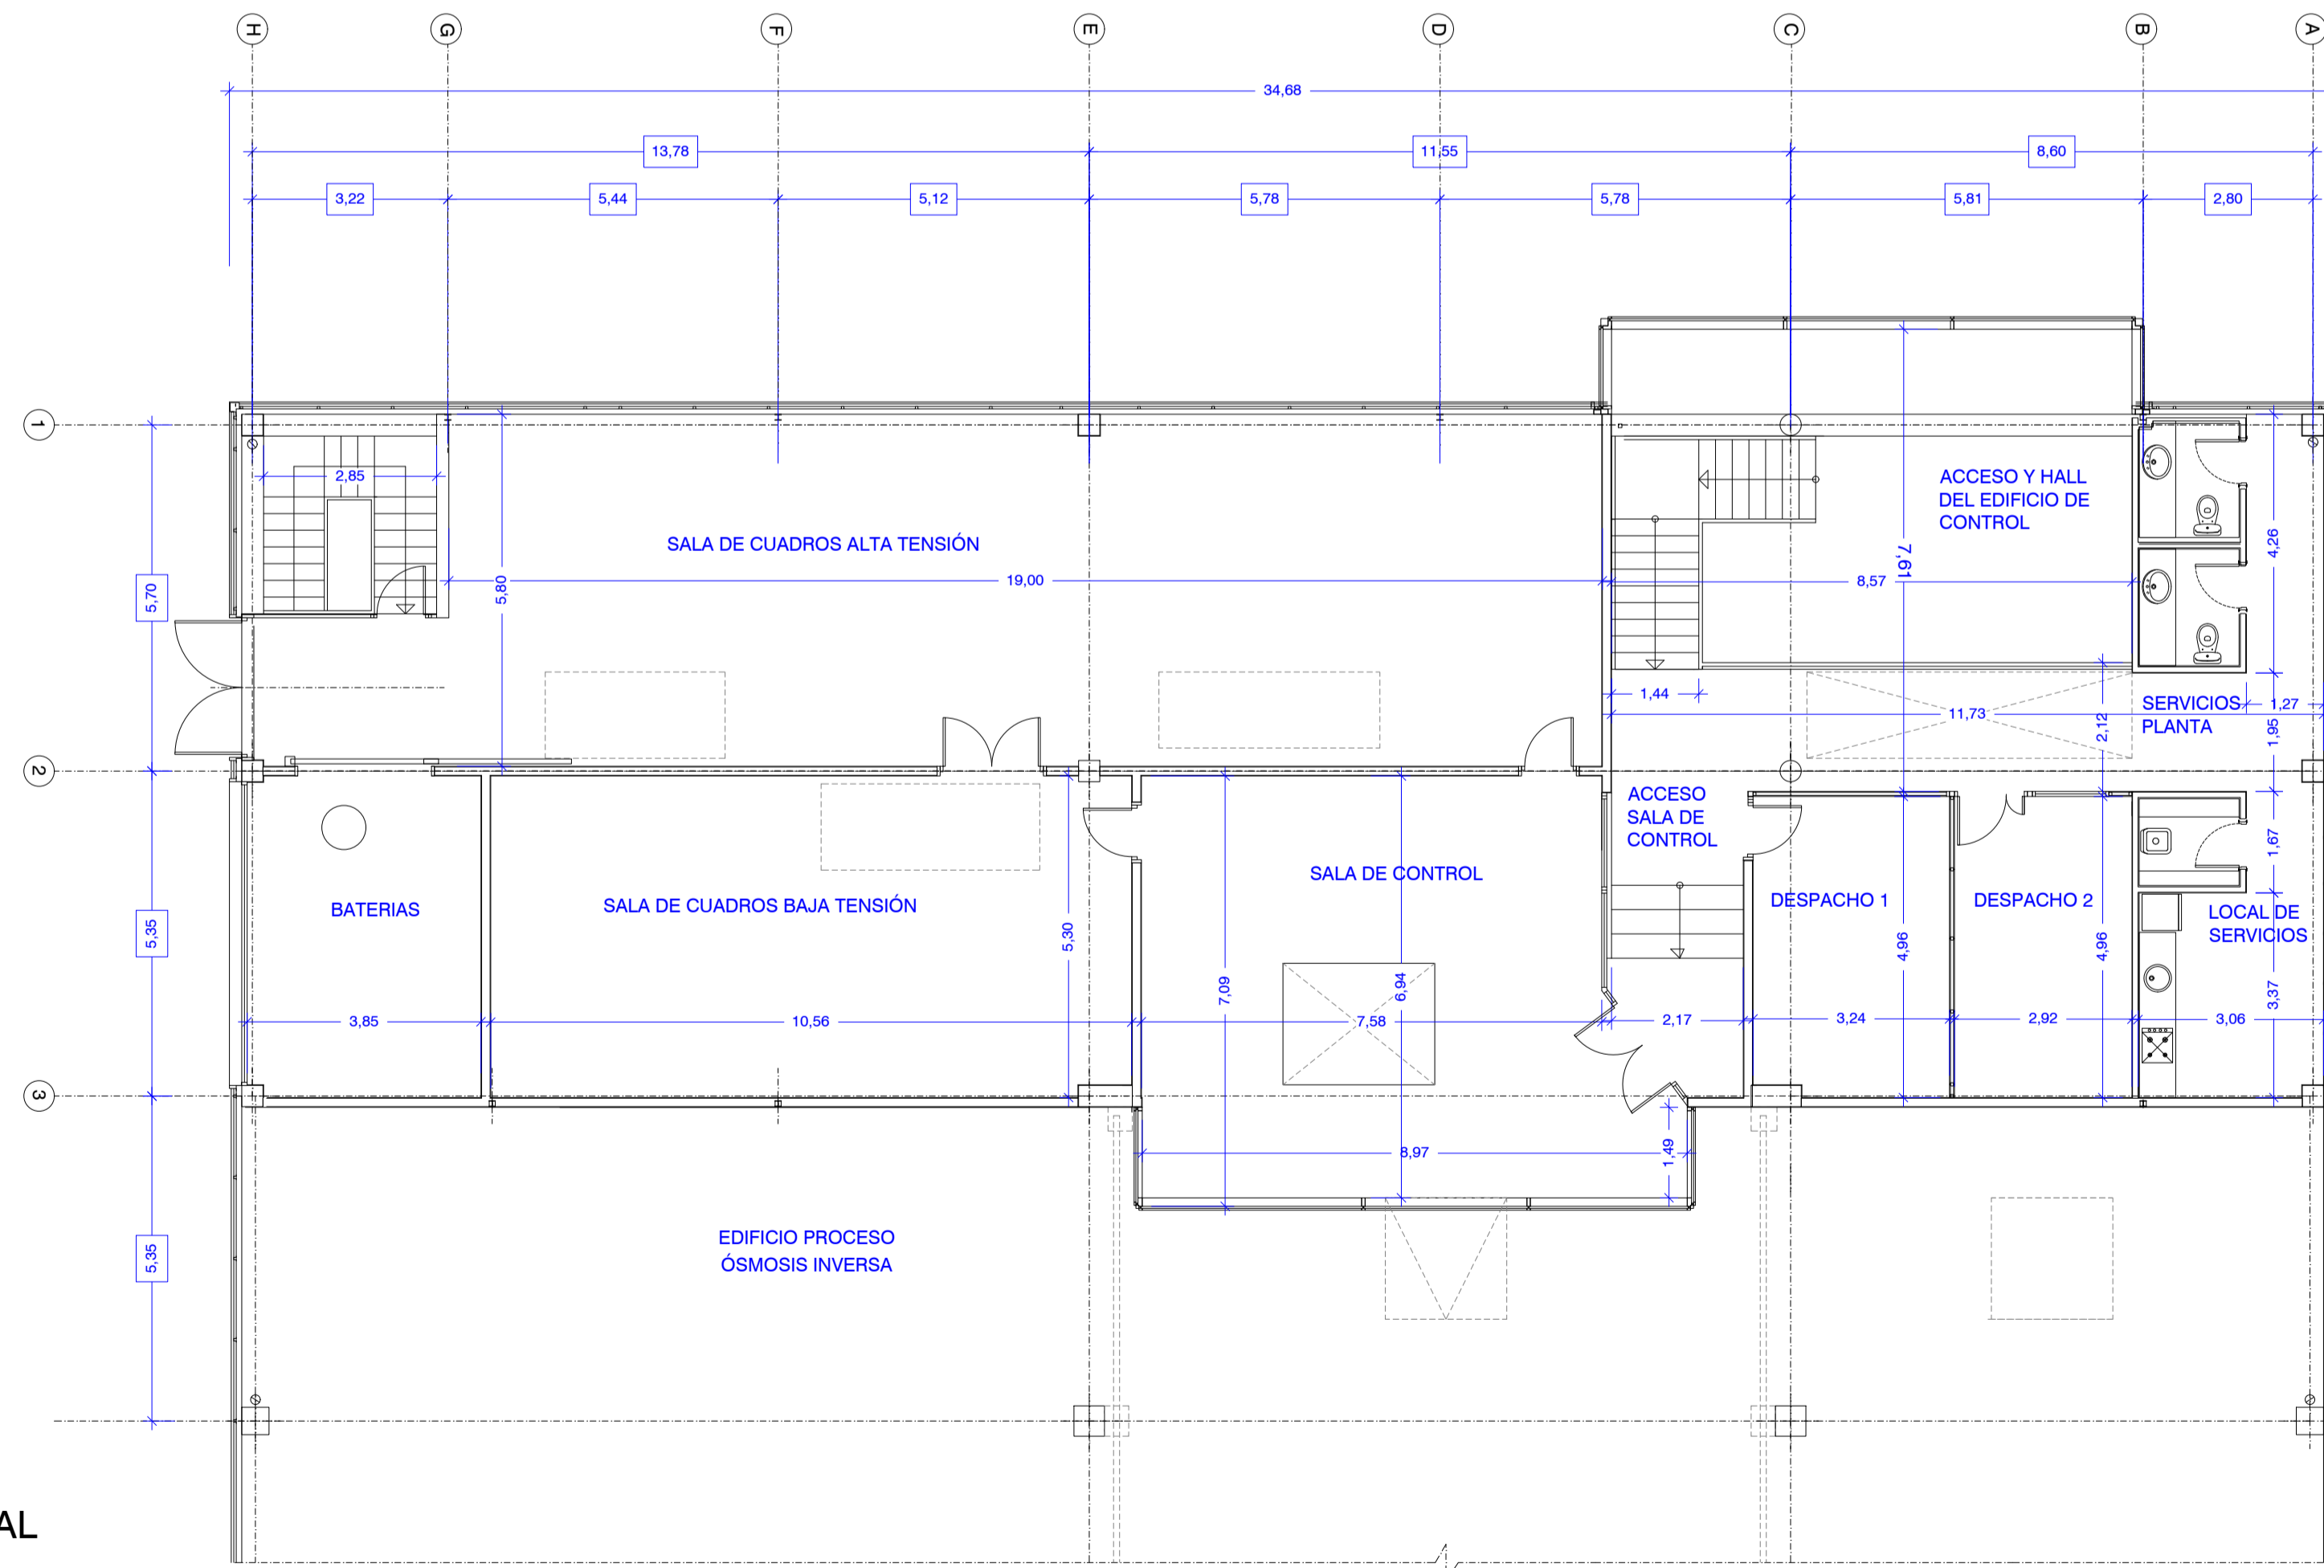 H G F E D C B A
34,68
13,78 11,55 8,60
3,22 5,44 5,12 5,78 5,78 5,81 2,80
1
2,85
ACCESO Y HALL
DEL EDIFICIO DE
CONTROL
SALA DE CUADROS ALTA TENSIÓN
4,26
5,70
5,80
19,00
7,61
8,57
1,44
11,73
SERVICIOS
PLANTA
1,27
2,12
1,95
2
ACCESO
SALA DE
CONTROL
1,67
SALA DE CONTROL
BATERIAS
SALA DE CUADROS BAJA TENSIÓN
DESPACHO 1
DESPACHO 2
LOCAL DE
SERVICIOS
5,35
5,30
7,09
6,94
4,96
4,96
3,37
3,85
10,56
7,58
2,17
3,24
2,92
3,06
3
8,97
1,49
EDIFICIO PROCESO
ÓSMOSIS INVERSA
5,35
AL